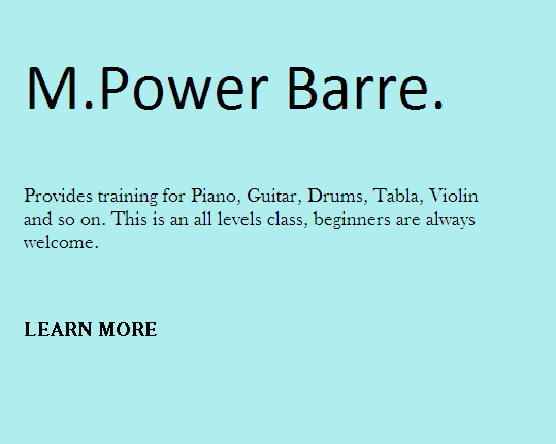 M.Power Barre.
Provides training for Piano, Guitar, Drums, Tabla, Violin
and so on. This is an all levels class, beginners are always
welcome.
LEARN MORE